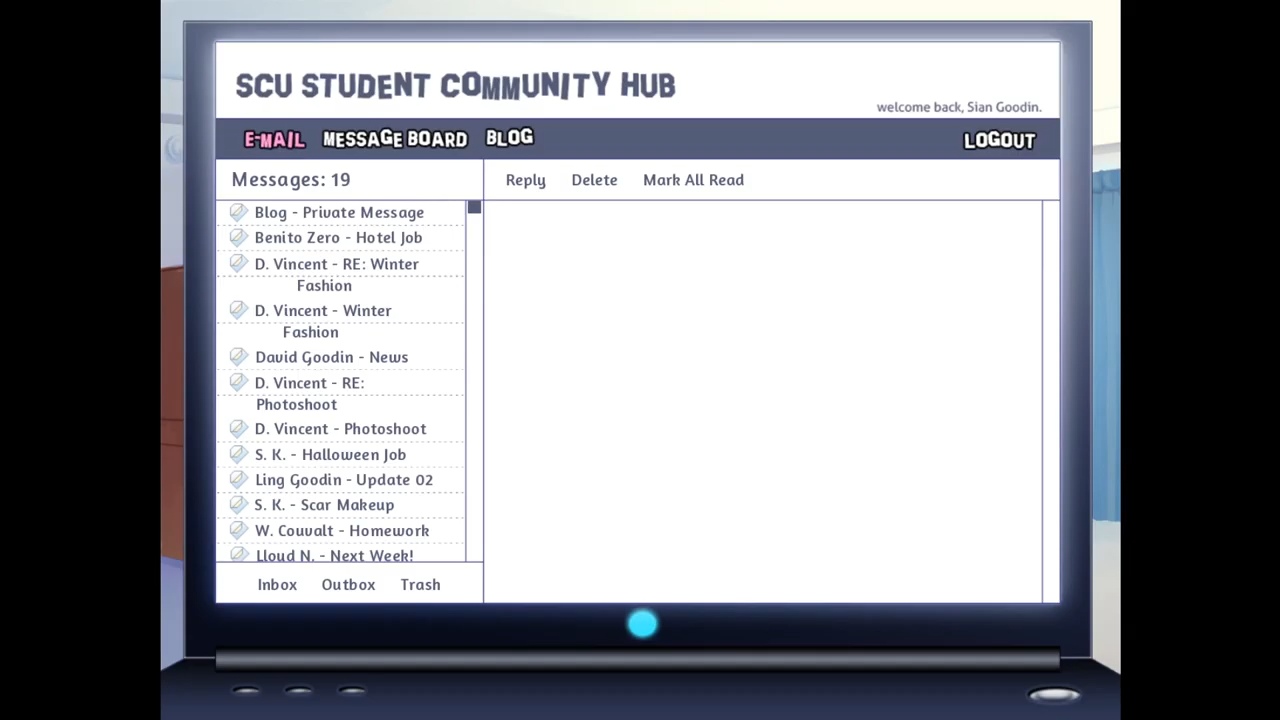 SCU STUDENT COMMUNITY HUB
welcome back, Sian Goodin.
E-MAIL MESSAGE BOARD BLOG LOGOUT
Messages: 19
Reply Delete Mark All Read
Blog - Private Message
Benito Zero - Hotel Job
D. Vincent - RE: Winter
Fashion
D. Vincent - Winter
Fashion
David Goodin - News
D. Vincent - RE:
Photoshoot
D. Vincent - Photoshoot
S. K. - Halloween Job
Ling Goodin - Update 02
S. K. - Scar Makeup
W. Couvalt - Homework
Lloud N. - Next Week!
Inbox Outbox Trash